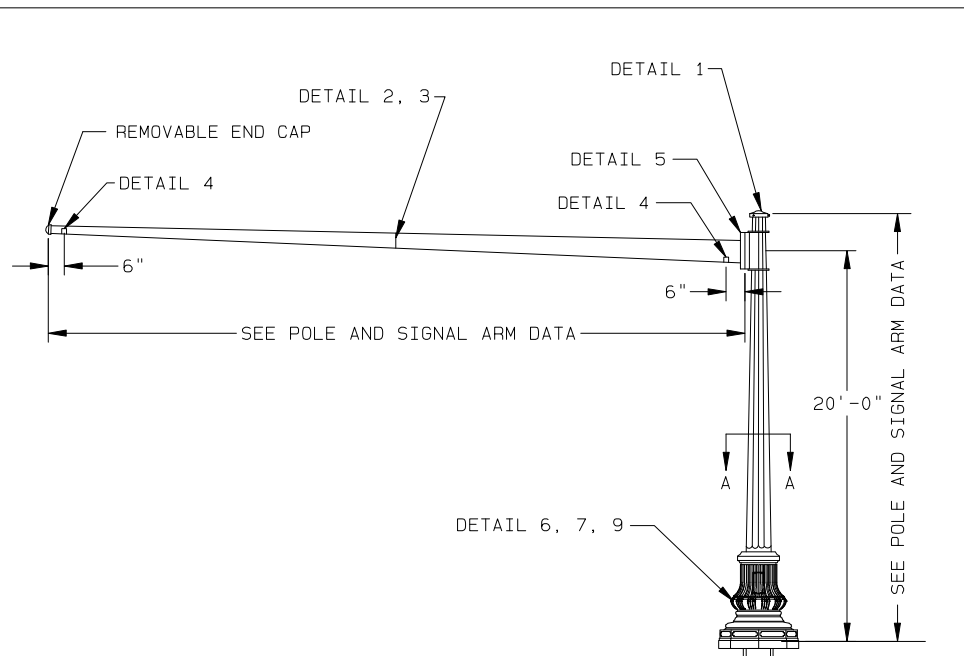 DETAIL 1
DETAIL 2, 3
REMOVABLE END CAP
DETAIL 5
DETAIL 4
DETAIL 4
6"
6"
SEE POLE AND SIGNAL ARM DATA
20'-0"
SEE POLE AND SIGNAL ARM DATA
A A
DETAIL 6, 7, 9